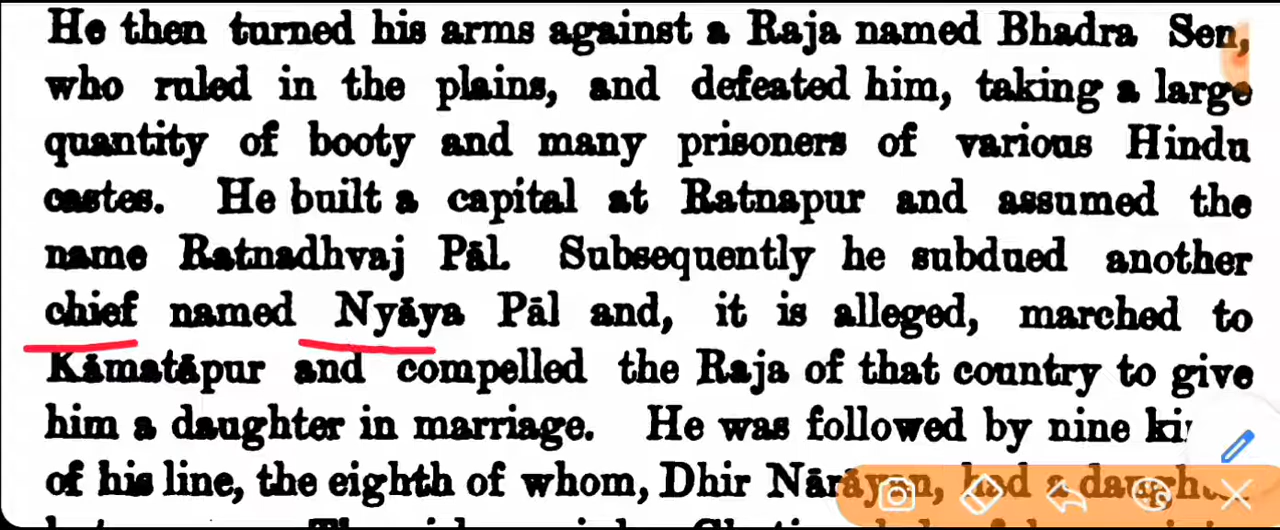 He then turned his arms against a Raja named Bhadra Sen,
who ruled in the plains, and defeated him, taking a large
quantity of booty and many prisoners of various Hindu
castes. He built a capital at Ratnapur and assumed the
name Ratnadhvaj Pāl. Subsequently he subdued another
chief named Nyāya Pāl and, it is alleged, marched to
Kāmatāpur and compelled the Raja of that country to give
him a daughter in marriage. He was followed by nine
of his line, the eighth of whom, Dhir Nārāyan, had a